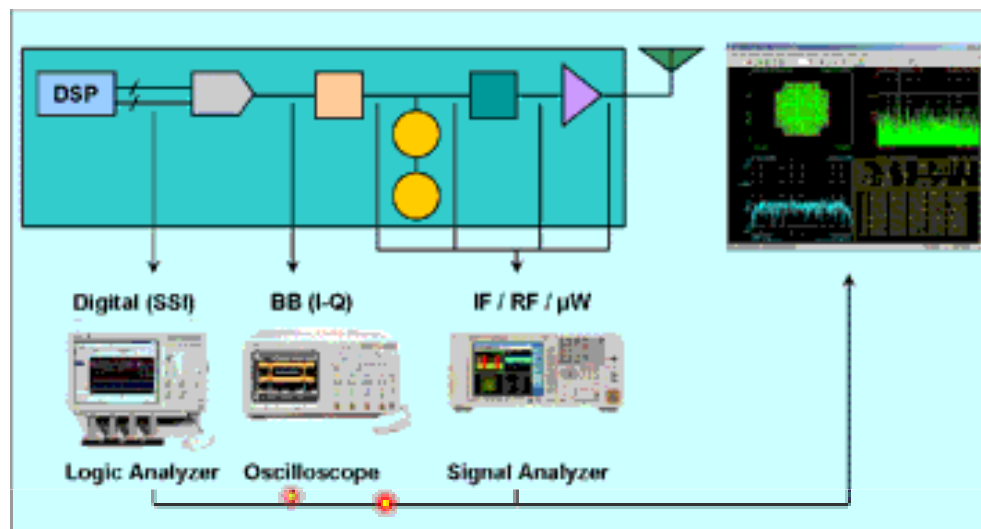 DSP
Digital (SSI)
BB (I-Q)
IF / RF / µW
Logic Analyzer
Oscilloscope
Signal Analyzer